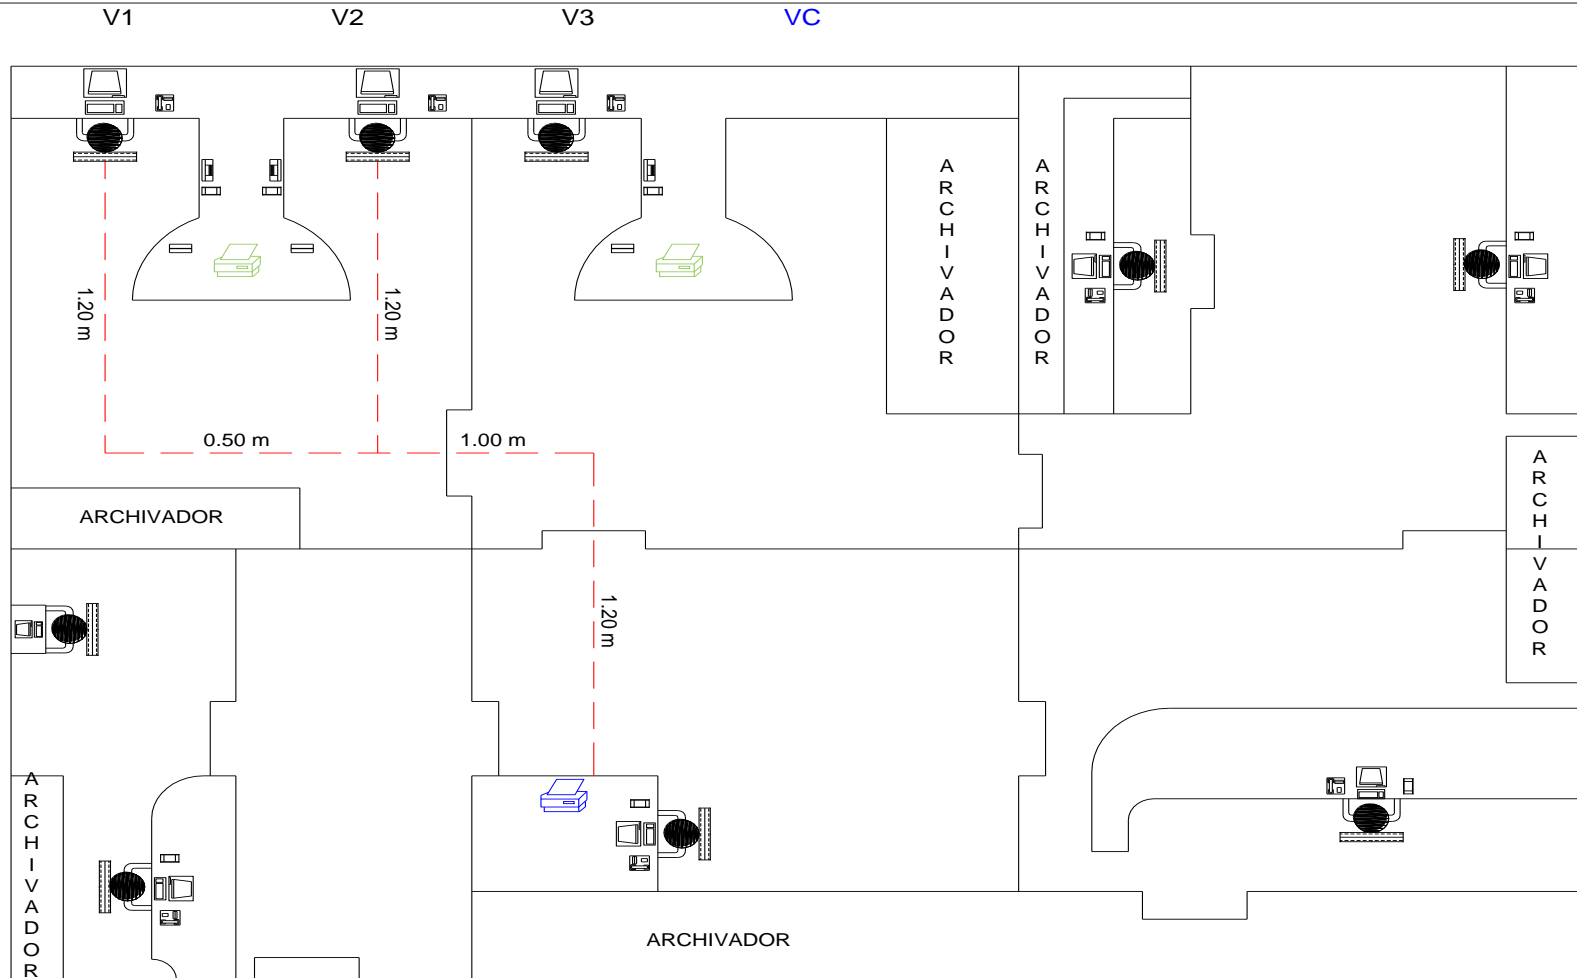 V1 V2 V3 VC
ARCHIVADOR
ARCHIVADOR
1.20 m
1.20 m
0.50 m
1.00 m
ARCHIVADOR
ARCHIVADOR
1.20 m
ARCHIVADOR
ARCHIVADOR